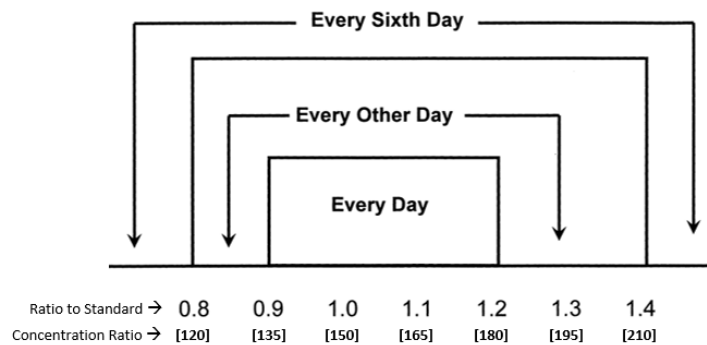 Every Sixth Day
Every Other Day
Every Day
Ratio to Standard → 0.8 0.9 1.0 1.1 1.2 1.3 1.4
Concentration Ratio → [120] [135] [150] [165] [180] [195] [210]